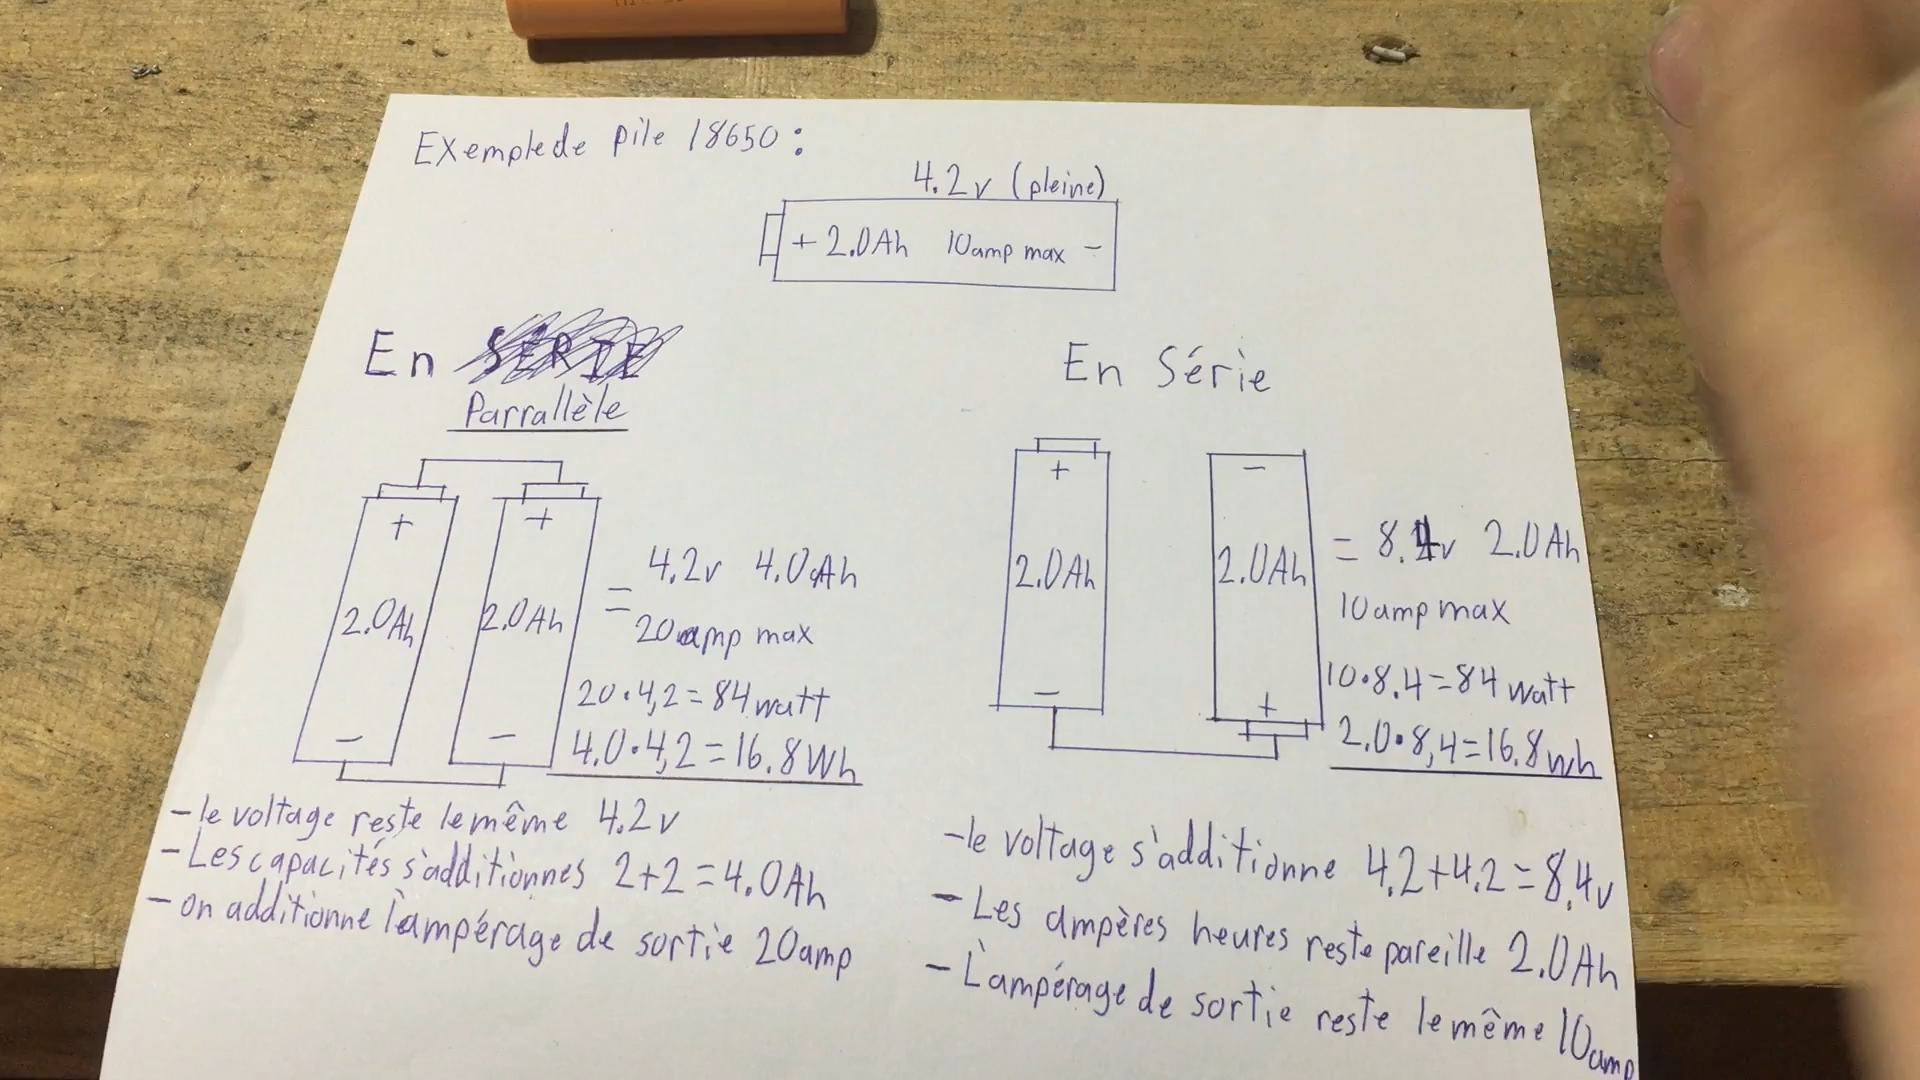 Exemple de pile 18650 :
4.2v (pleine)
+ 2.0Ah 10amp max -
En SERIE
Parrallèle
+ +
2.0Ah 2.0Ah
- -
= 4.2v 4.0Ah
20amp max
20·4,2=84watt
4.0·4,2=16.8Wh
- le voltage reste le même 4.2v
- Les capacités s'additionnes 2+2=4.0Ah
- on additionne l'ampérage de sortie 20amp
En Série
+ -
2.0Ah 2.0Ah
- +
= 8.4v 2.0Ah
10amp max
10·8.4=84watt
2.0·8,4=16.8wh
- le voltage s'additionne 4.2+4.2=8.4v
- Les ampères heures reste pareille 2.0Ah
- L'ampérage de sortie reste le même 10amp